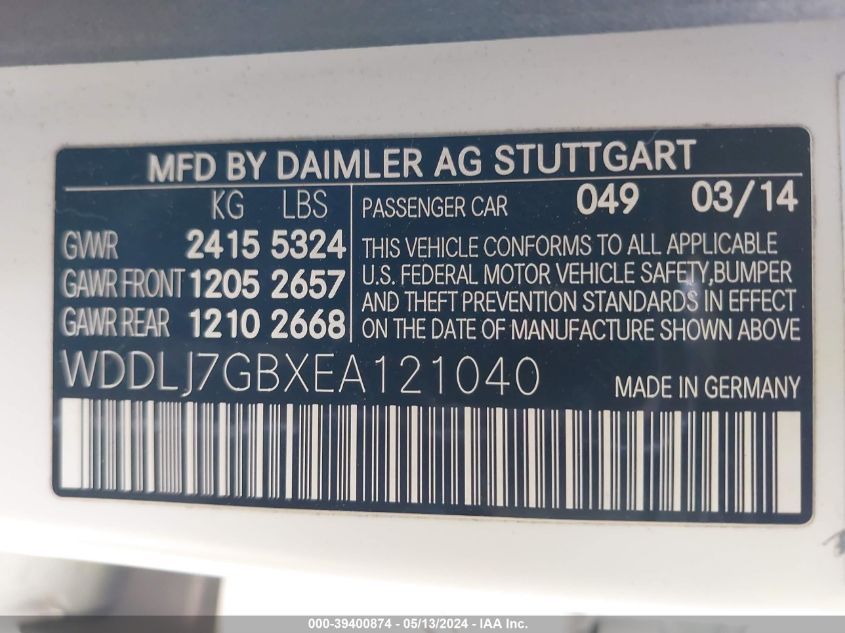 MFD BY DAIMLER AG STUTTGART
KG LBS
GVWR 2415 5324
GAWR FRONT 1205 2657
GAWR REAR 1210 2668
PASSENGER CAR 049 03/14
THIS VEHICLE CONFORMS TO ALL APPLICABLE
U.S. FEDERAL MOTOR VEHICLE SAFETY,BUMPER
AND THEFT PREVENTION STANDARDS IN EFFECT
ON THE DATE OF MANUFACTURE SHOWN ABOVE
WDDLJ7GBXEA121040
MADE IN GERMANY
000-39400874 - 05/13/2024 - IAA Inc.